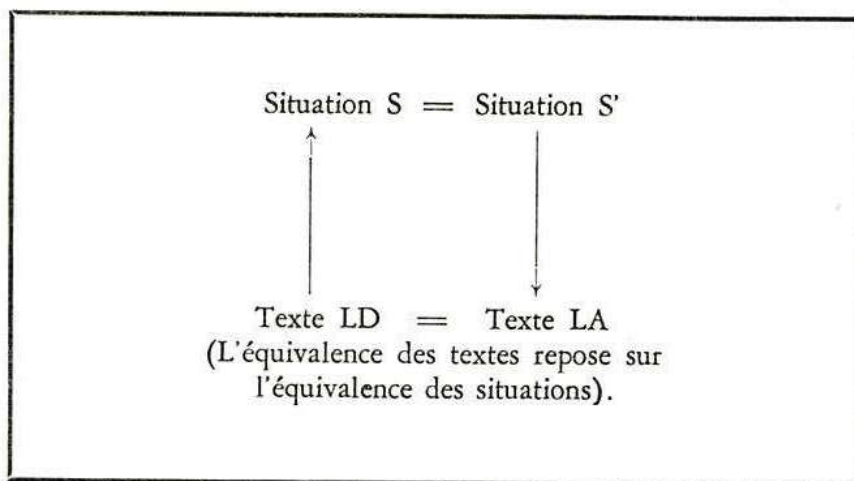 Situation S = Situation S'
Texte LD = Texte LA
(L'équivalence des textes repose sur
l'équivalence des situations).